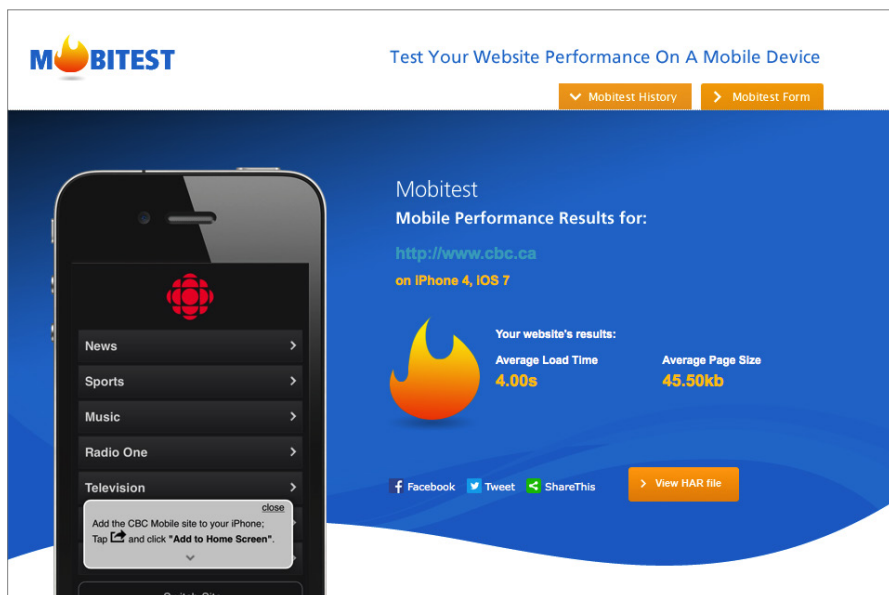 MOBITEST
Test Your Website Performance On A Mobile Device
Mobitest History
Mobitest Form
Mobitest
Mobile Performance Results for:
http://www.cbc.ca
on iPhone 4, iOS 7
Your website's results:
Average Load Time
Average Page Size
4.00s
45.50kb
Facebook
Tweet
ShareThis
View HAR file
News
Sports
Music
Radio One
Television
close
Add the CBC Mobile site to your iPhone;
Tap and click "Add to Home Screen".